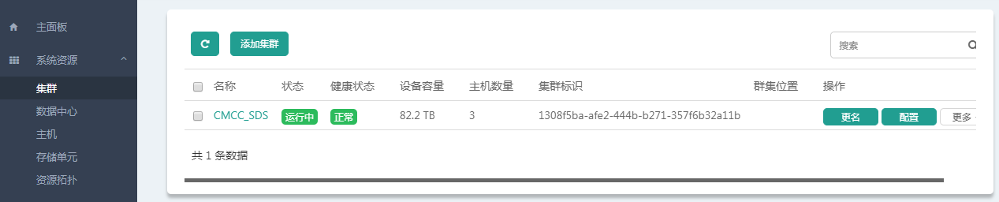 主面板
系统资源
集群
数据中心
主机
存储单元
资源拓扑
添加集群 搜索
名称 状态 健康状态 设备容量 主机数量 集群标识 群集位置 操作
CMCC_SDS 运行中 正常 82.2 TB 3 1308f5ba-afe2-444b-b271-357f6b32a11b 更名 配置 更多
共 1 条数据